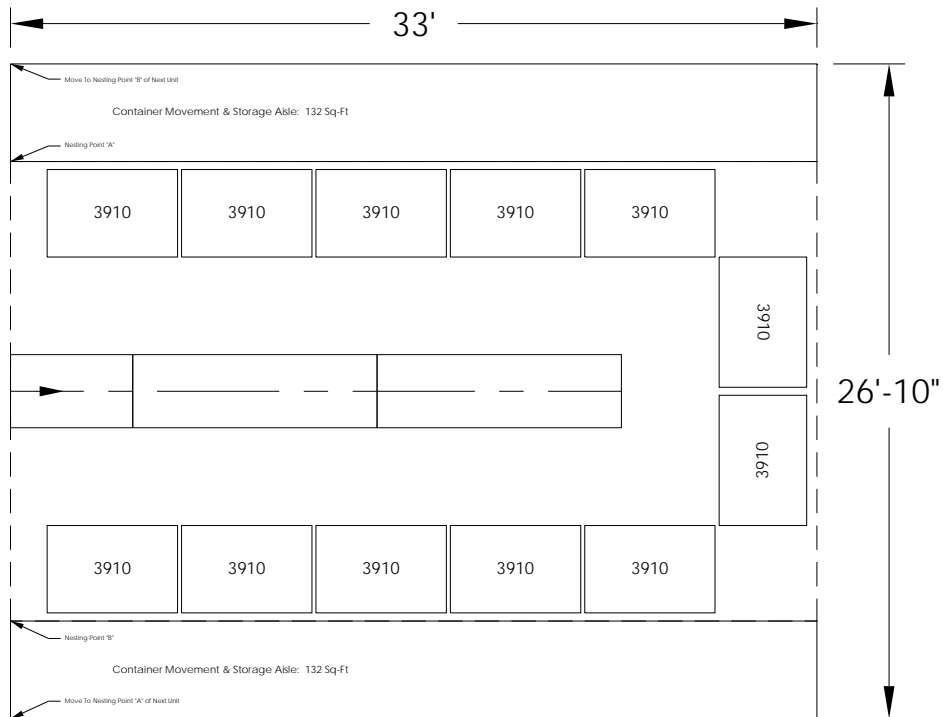 33'
Move To Nesting Point "B" of Next Unit
Container Movement & Storage Aisle: 132 Sq-Ft
Nesting Point "A"
3910 3910 3910 3910 3910
3910
26'-10"
3910
3910 3910 3910 3910 3910
Nesting Point "B"
Container Movement & Storage Aisle: 132 Sq-Ft
Move To Nesting Point "A" of Next Unit